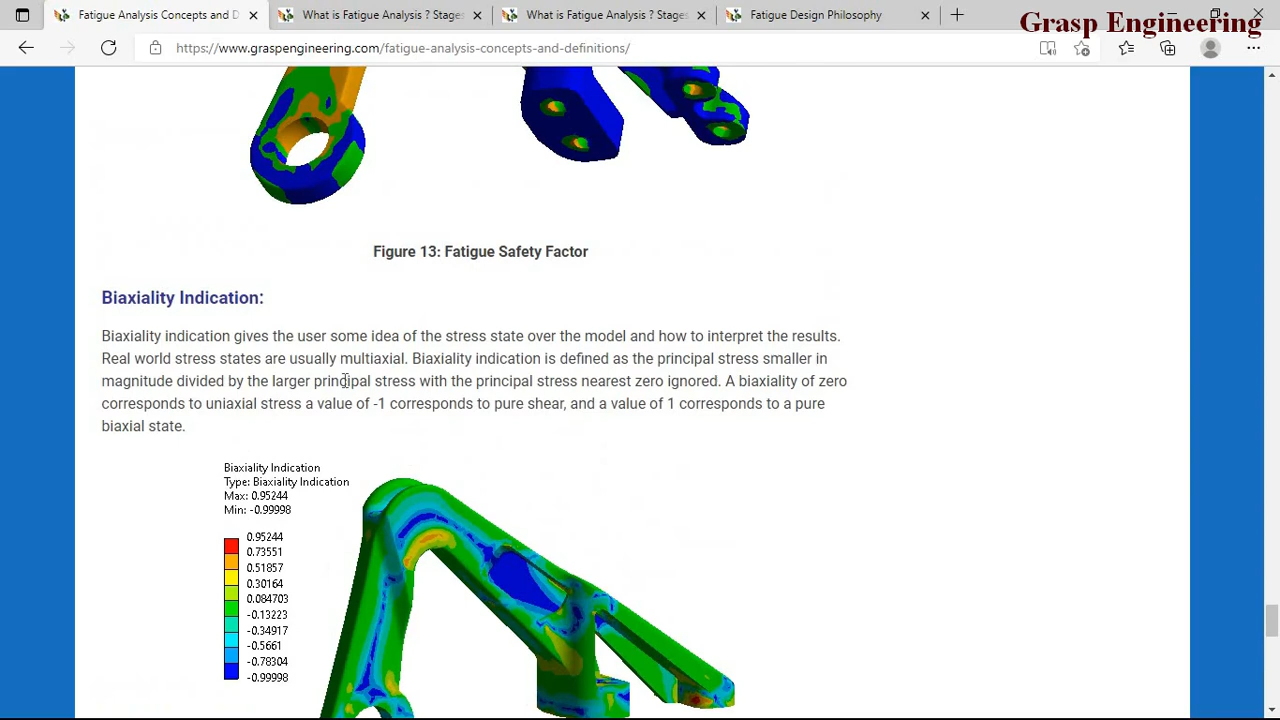 Fatigue Analysis Concepts and D
What is Fatigue Analysis ? Stages
What is Fatigue Analysis ? Stages
Fatigue Design Philosophy
Grasp Engineering
https://www.graspengineering.com/fatigue-analysis-concepts-and-definitions/
Figure 13: Fatigue Safety Factor
Biaxiality Indication:
Biaxiality indication gives the user some idea of the stress state over the model and how to interpret the results.
Real world stress states are usually multiaxial. Biaxiality indication is defined as the principal stress smaller in
magnitude divided by the larger principal stress with the principal stress nearest zero ignored. A biaxiality of zero
corresponds to uniaxial stress a value of -1 corresponds to pure shear, and a value of 1 corresponds to a pure
biaxial state.
Biaxiality Indication
Type: Biaxiality Indication
Max: 0.95244
Min: -0.99998
0.95244
0.73551
0.51857
0.30164
0.084703
-0.13223
-0.34917
-0.5661
-0.78304
-0.99998